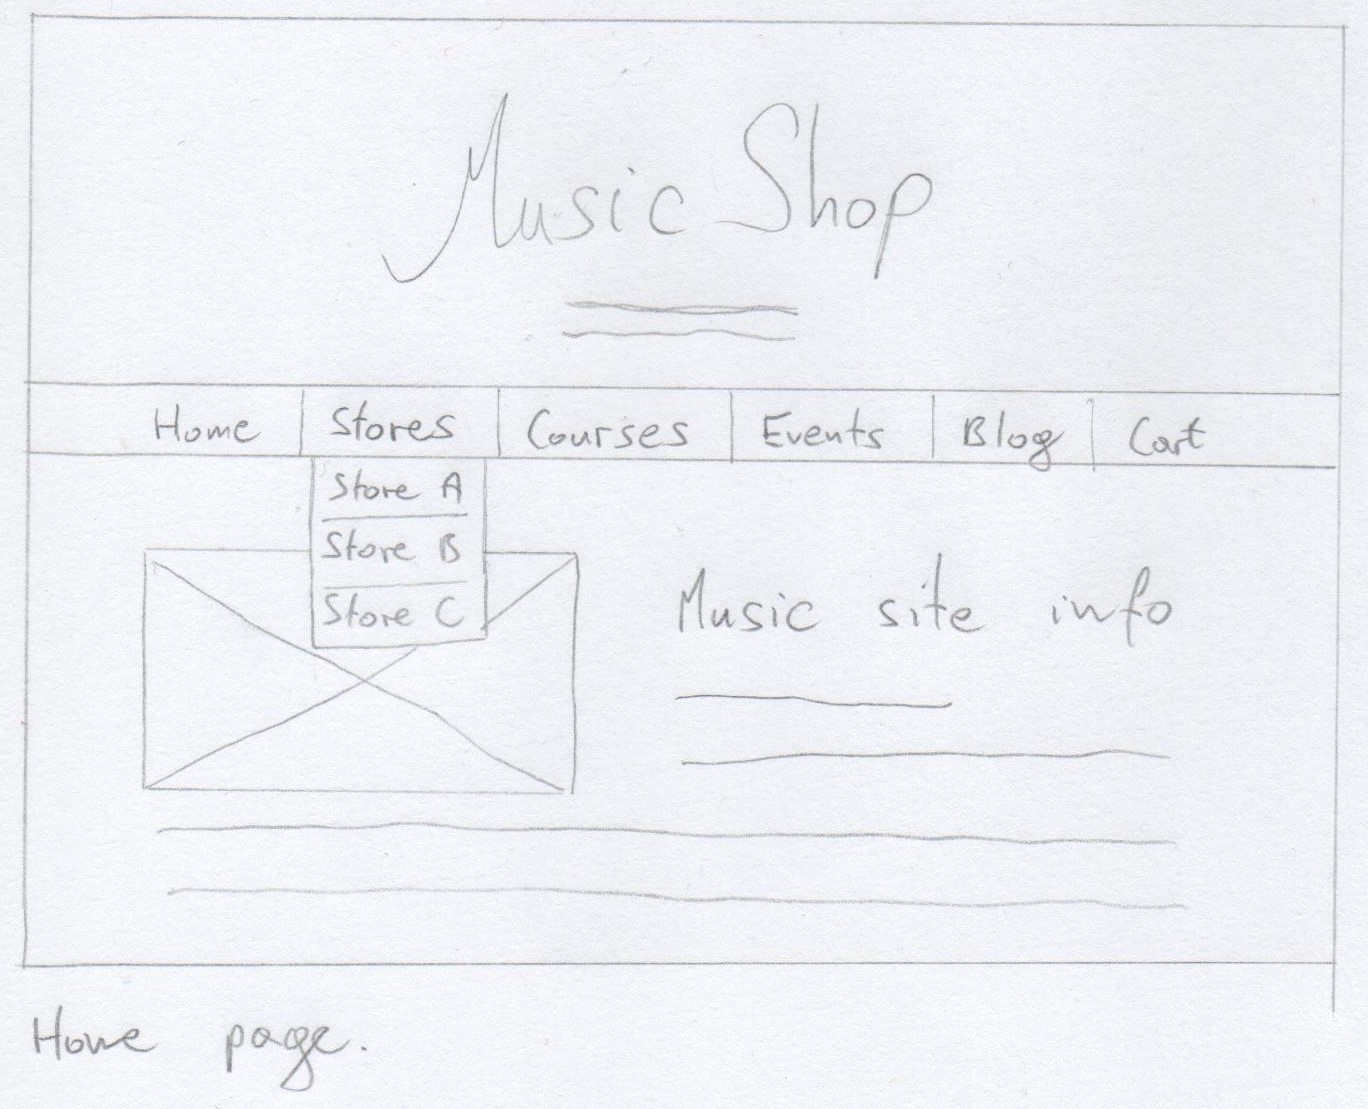 Music Shop
Home Stores Courses Events Blog Cart
Store A
Store B
Store C
Music site info
Home page.